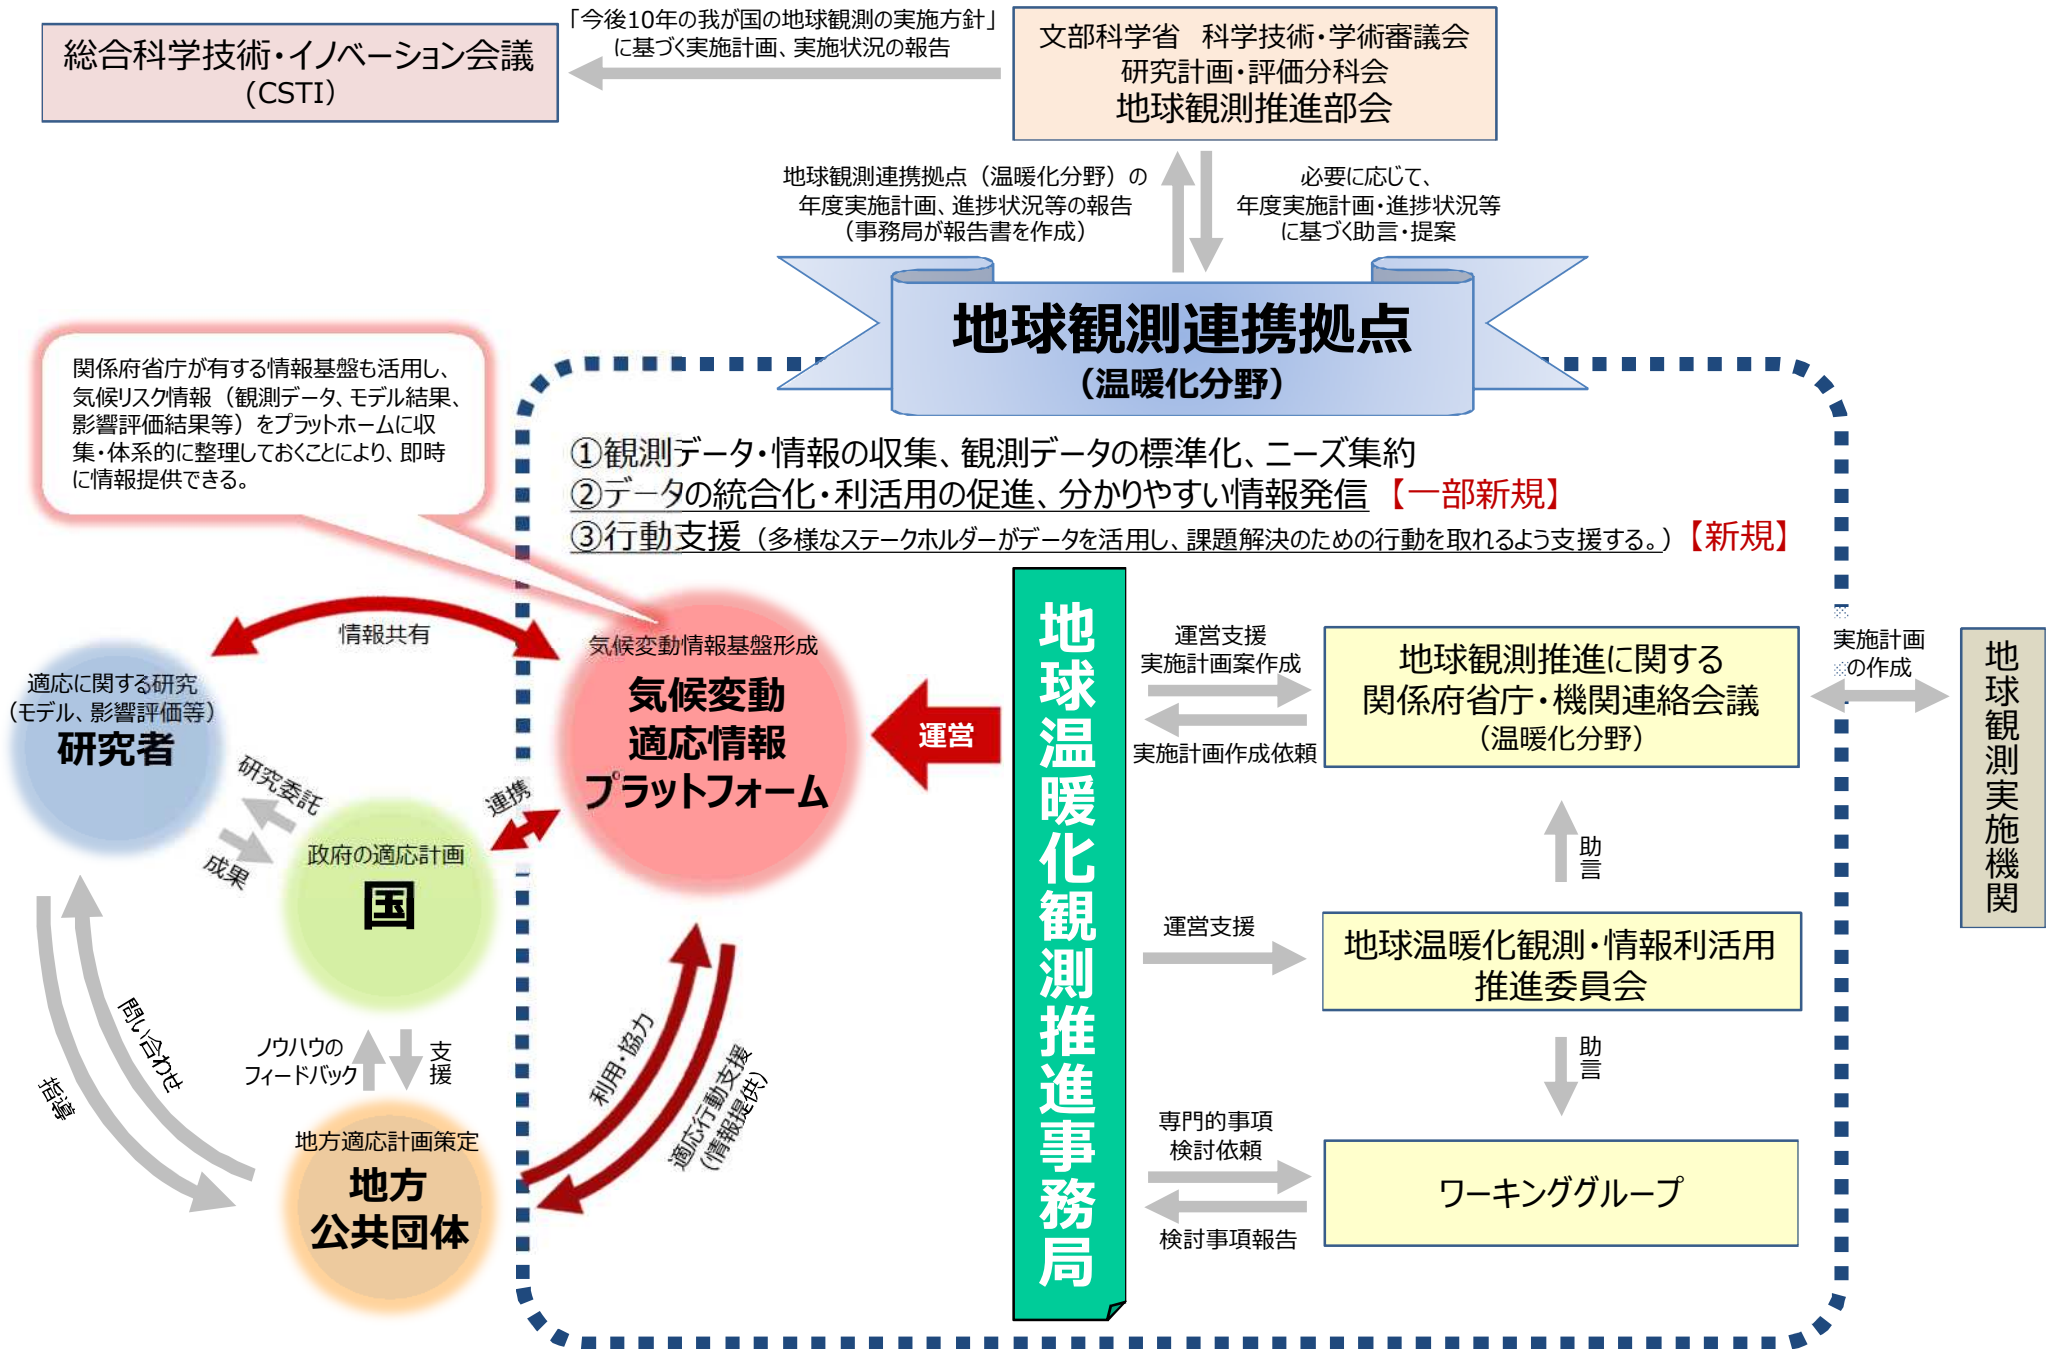 「今後10年の我が国の地球観測の実施方針」
に基づく実施計画、実施状況の報告
総合科学技術・イノベーション会議
(CSTI)
文部科学省 科学技術・学術審議会
研究計画・評価分科会
地球観測推進部会
地球観測連携拠点（温暖化分野）の
年度実施計画、進捗状況等の報告
（事務局が報告書を作成）
必要に応じて、
年度実施計画・進捗状況等
に基づく助言・提案
地球観測連携拠点
（温暖化分野）
関係府省庁が有する情報基盤も活用し、
気候リスク情報（観測データ、モデル結果、
影響評価結果等）をプラットホームに収
集・体系的に整理しておくことにより、即時
に情報提供できる。
①観測データ・情報の収集、観測データの標準化、ニーズ集約
②データの統合化・利活用の促進、分かりやすい情報発信【一部新規】
③行動支援（多様なステークホルダーがデータを活用し、課題解決のための行動を取れるよう支援する。）【新規】
情報共有
適応に関する研究
（モデル、影響評価等）
研究者
気候変動情報基盤形成
気候変動
適応情報
プラットフォーム
運営
地球温暖化観測推進事務局
運営支援
実施計画案作成
実施計画作成依頼
地球観測推進に関する
関係府省庁・機関連絡会議
（温暖化分野）
実施計画
の作成
地球観測実施機関
研究委託
成果
連携
政府の適応計画
国
助言
運営支援
地球温暖化観測・情報利活用
推進委員会
助言
問い合わせ
指導
ノウハウの
フィードバック
支援
利用・協力
適応行動支援
（情報提供）
地方適応計画策定
地方
公共団体
専門的事項
検討依頼
検討事項報告
ワーキンググループ